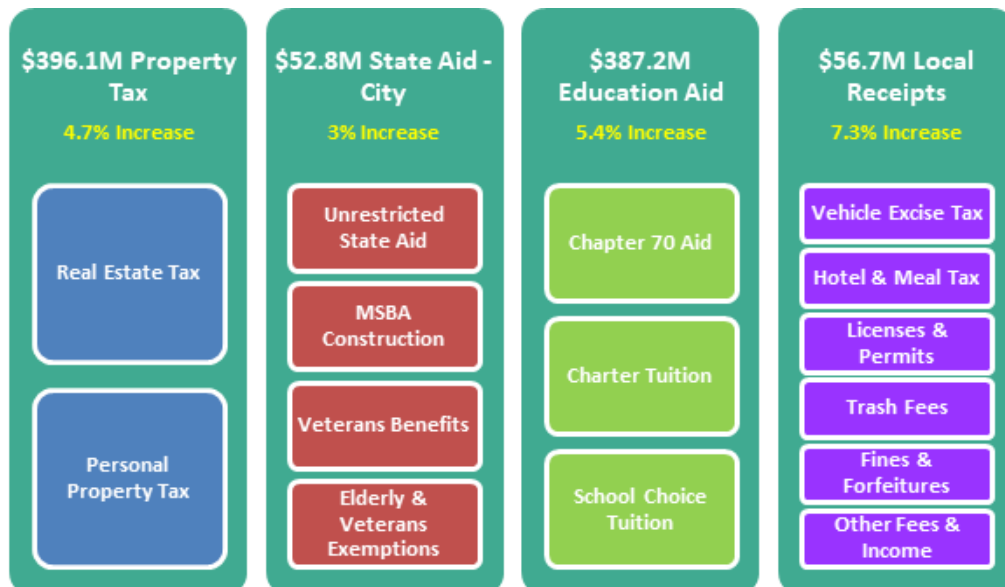 $396.1M Property
Tax
4.7% Increase
Real Estate Tax
Personal
Property Tax
$52.8M State Aid -
City
3% Increase
Unrestricted
State Aid
MSBA
Construction
Veterans Benefits
Elderly &
Veterans
Exemptions
$387.2M
Education Aid
5.4% Increase
Chapter 70 Aid
Charter Tuition
School Choice
Tuition
$56.7M Local
Receipts
7.3% Increase
Vehicle Excise Tax
Hotel & Meal Tax
Licenses &
Permits
Trash Fees
Fines &
Forfeitures
Other Fees &
Income